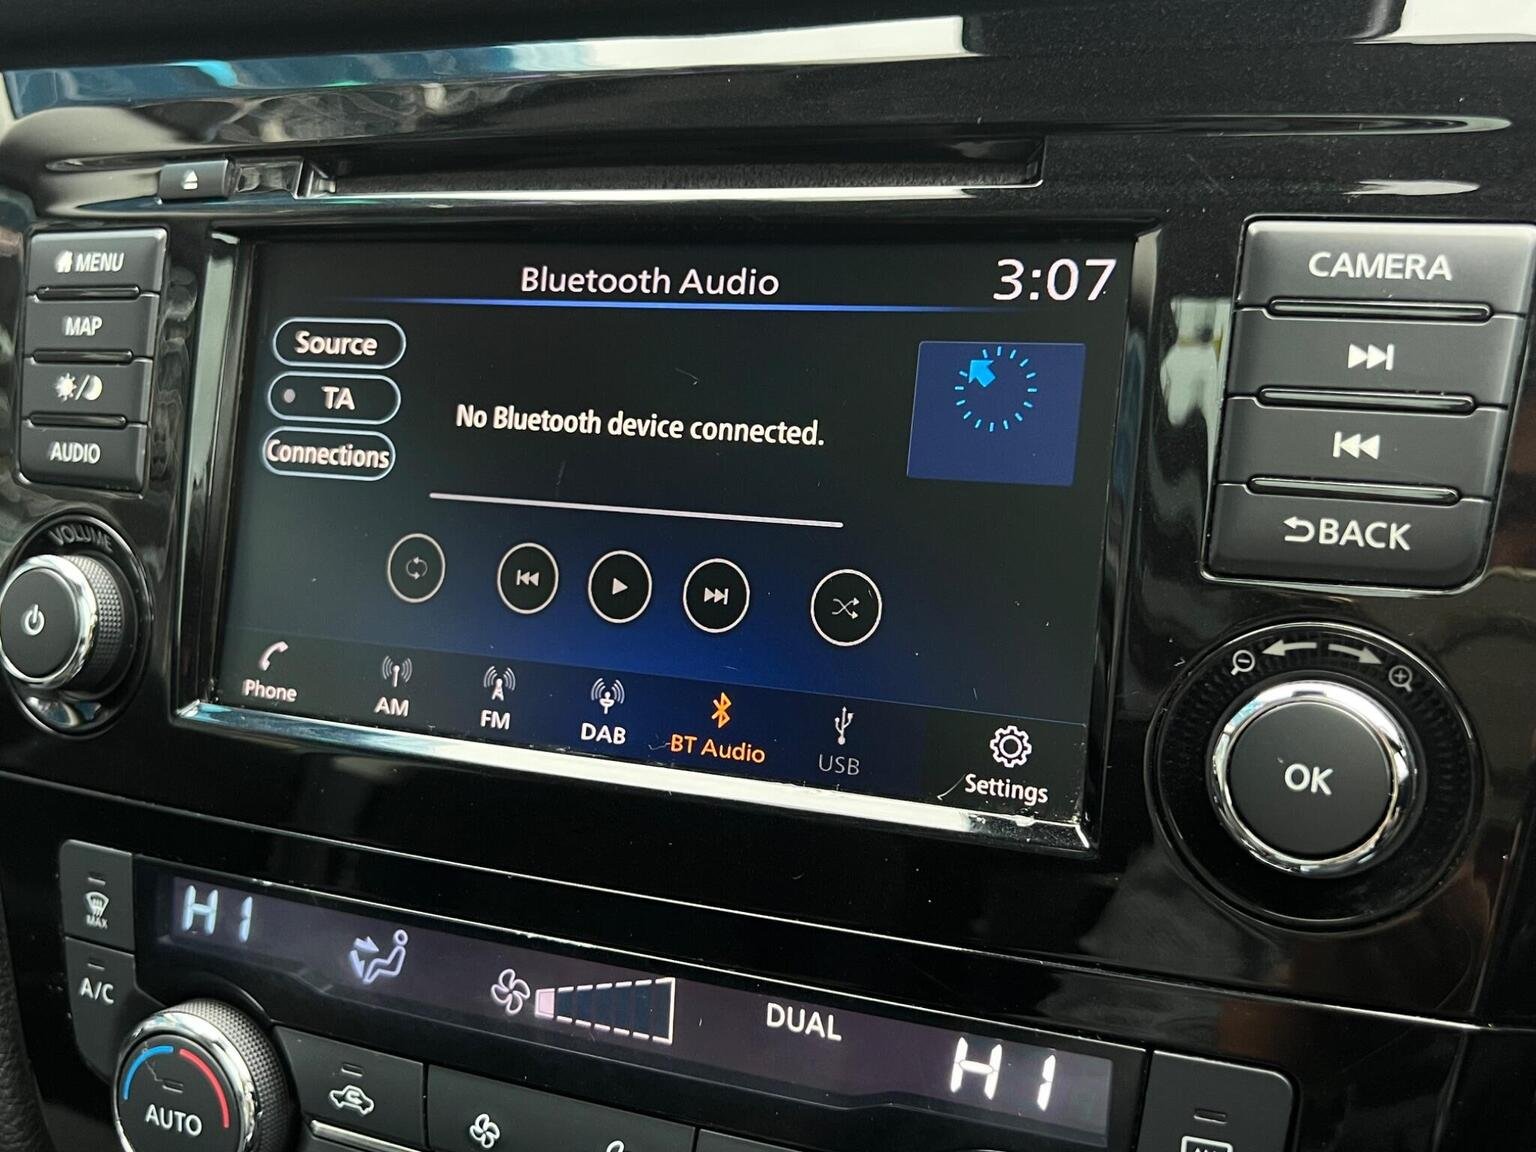 MENU
MAP
AUDIO
VOLUME
Bluetooth Audio
3:07
Source
TA
Connections
No Bluetooth device connected.
Phone
AM
FM
DAB
BT Audio
USB
Settings
CAMERA
BACK
OK
MAX
A/C
AUTO
HI
DUAL
HI